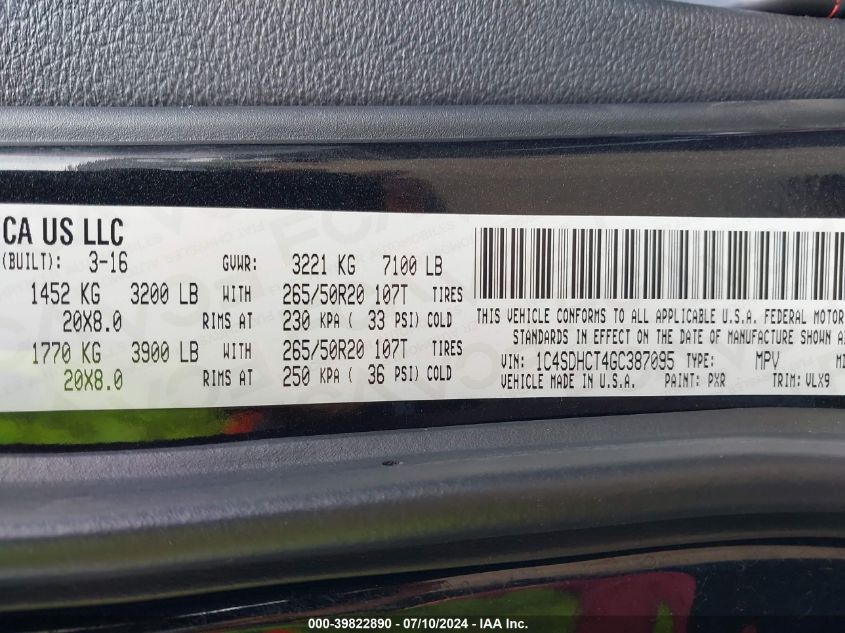 CA US LLC
(BUILT): 3-16 GVWR: 3221 KG 7100 LB
1452 KG 3200 LB WITH 265/50R20 107T TIRES
20X8.0 RIMS AT 230 KPA ( 33 PSI) COLD
1770 KG 3900 LB WITH 265/50R20 107T TIRES
20X8.0 RIMS AT 250 KPA ( 36 PSI) COLD
THIS VEHICLE CONFORMS TO ALL APPLICABLE U.S.A. FEDERAL MOTOR
STANDARDS IN EFFECT ON THE DATE OF MANUFACTURE SHOWN A
VIN: 1C4SDHCT4GC387095 TYPE: MPV M
VEHICLE MADE IN U.S.A. PAINT: PXR TRIM: VLX9
000-39822890 - 07/10/2024 - IAA Inc.